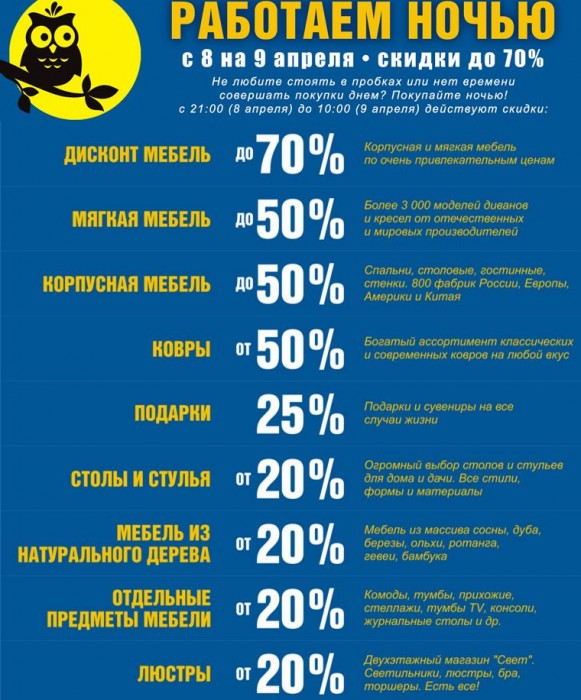 РАБОТАЕМ НОЧЬЮ
с 8 на 9 апреля • скидки до 70%
Не любите стоять в пробках или нет времени
совершать покупки днем? Покупайте ночью!
с 21:00 (8 апреля) до 10:00 (9 апреля) действуют скидки:
ДИСКОНТ МЕБЕЛЬ до 70%
Корпусная и мягкая мебель
по очень привлекательным ценам
МЯГКАЯ МЕБЕЛЬ до 50%
Более 3 000 моделей диванов
и кресел от отечественных
и мировых производителей
КОРПУСНАЯ МЕБЕЛЬ до 50%
Спальни, столовые, гостинные,
стенки. 800 фабрик России, Европы,
Америки и Китая
КОВРЫ от 50%
Богатый ассортимент классических
и современных ковров на любой вкус
ПОДАРКИ 25%
Подарки и сувениры на все
случаи жизни
СТОЛЫ И СТУЛЬЯ от 20%
Огромный выбор столов и стульев
для дома и дачи. Все стили,
формы и материалы
МЕБЕЛЬ ИЗ
НАТУРАЛЬНОГО ДЕРЕВА от 20%
Мебель из массива сосны, дуба,
березы, ольхи, ротанга,
гевеи, бамбука
ОТДЕЛЬНЫЕ
ПРЕДМЕТЫ МЕБЕЛИ от 20%
Комоды, тумбы, прихожие,
стеллажи, тумбы TV, консоли,
журнальные столы и др.
ЛЮСТРЫ от 20%
Двухэтажный магазин "Свет".
Светильники, люстры, бра,
торшеры. Есть все!